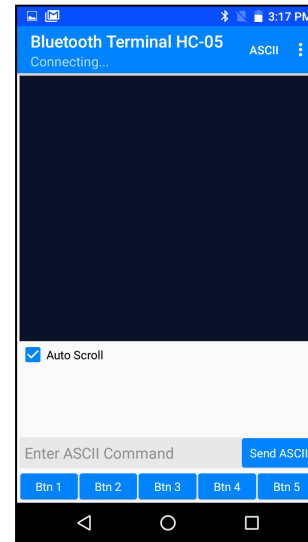 3:17 PM
Bluetooth Terminal HC-05
ASCII
Connecting...
Auto Scroll
Enter ASCII Command
Send ASCII
Btn 1 Btn 2 Btn 3 Btn 4 Btn 5